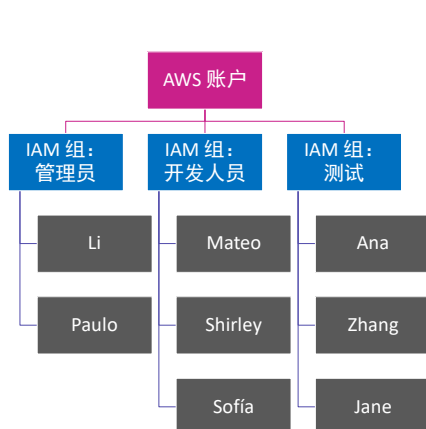 AWS 账户
IAM 组：
管理员
IAM 组：
开发人员
IAM 组：
测试
Li
Mateo
Ana
Paulo
Shirley
Zhang
Sofía
Jane